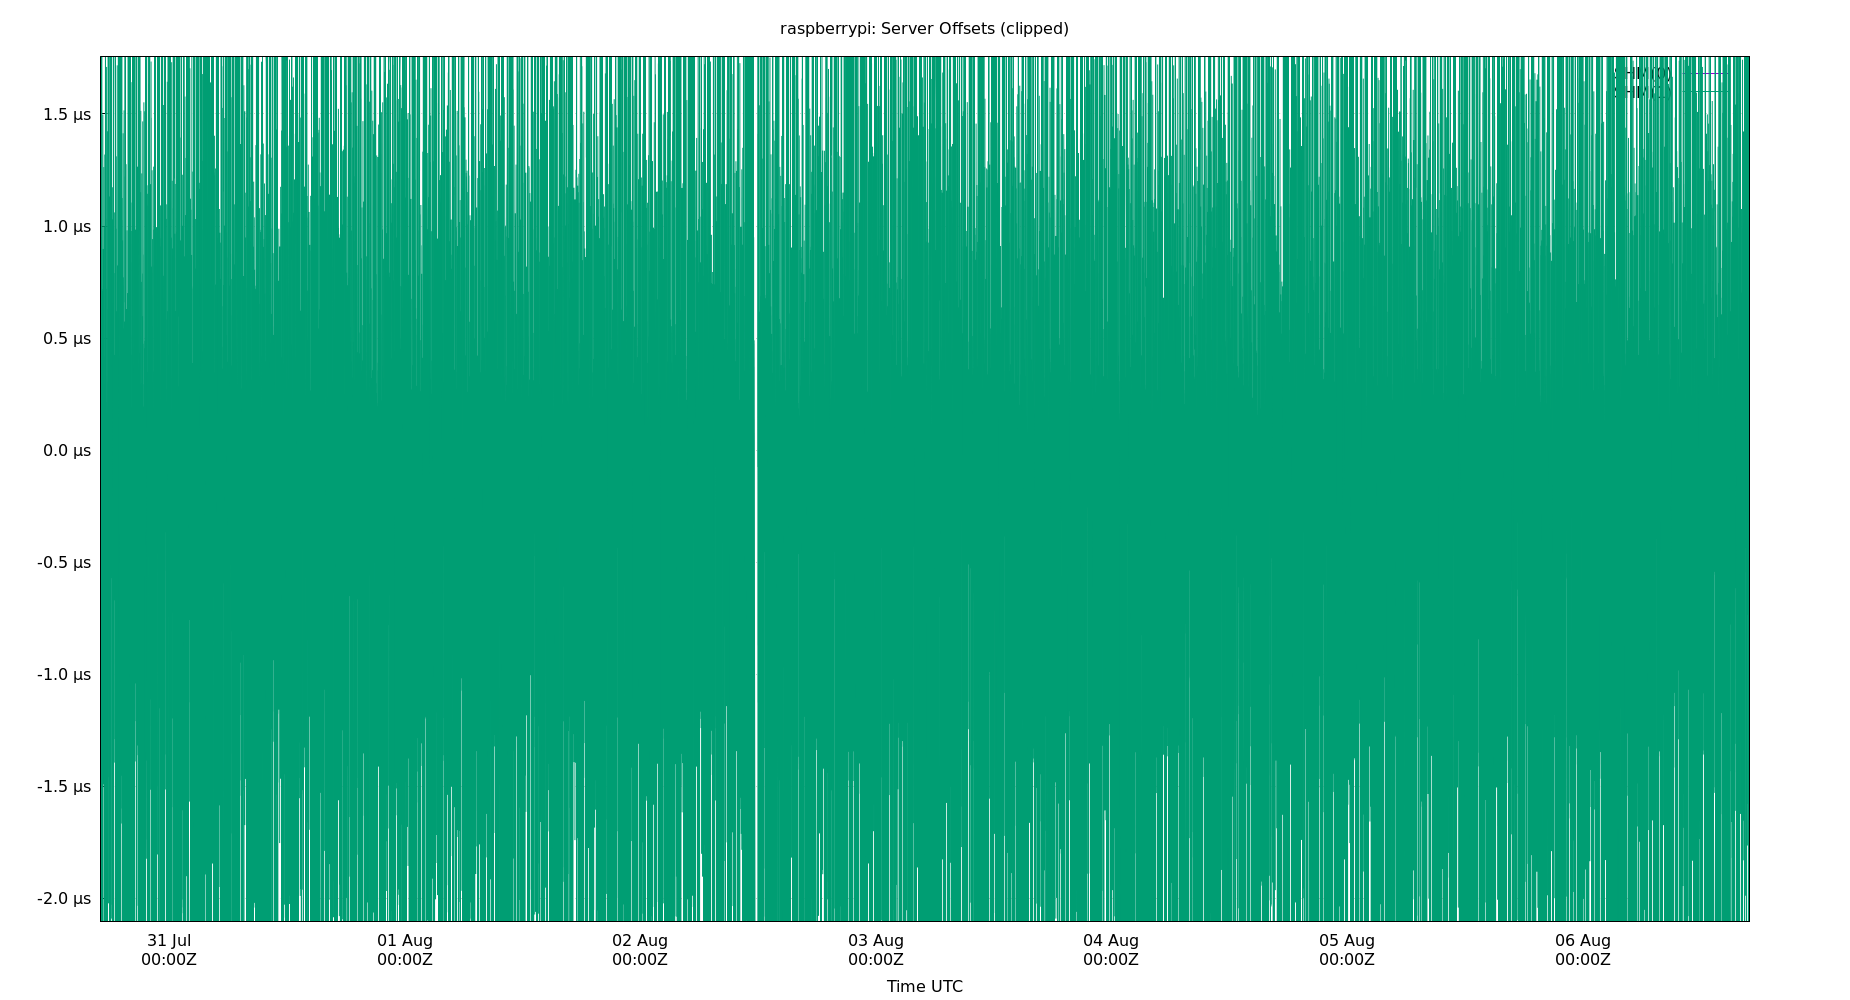 raspberrypi: Server Offsets (clipped)
SHM(0)
1.5 µs
1.0 µs
0.5 µs
0.0 µs
-0.5 µs
-1.0 µs
-1.5 µs
-2.0 µs
31 Jul
00:00Z
01 Aug
00:00Z
02 Aug
00:00Z
03 Aug
00:00Z
04 Aug
00:00Z
05 Aug
00:00Z
06 Aug
00:00Z
Time UTC